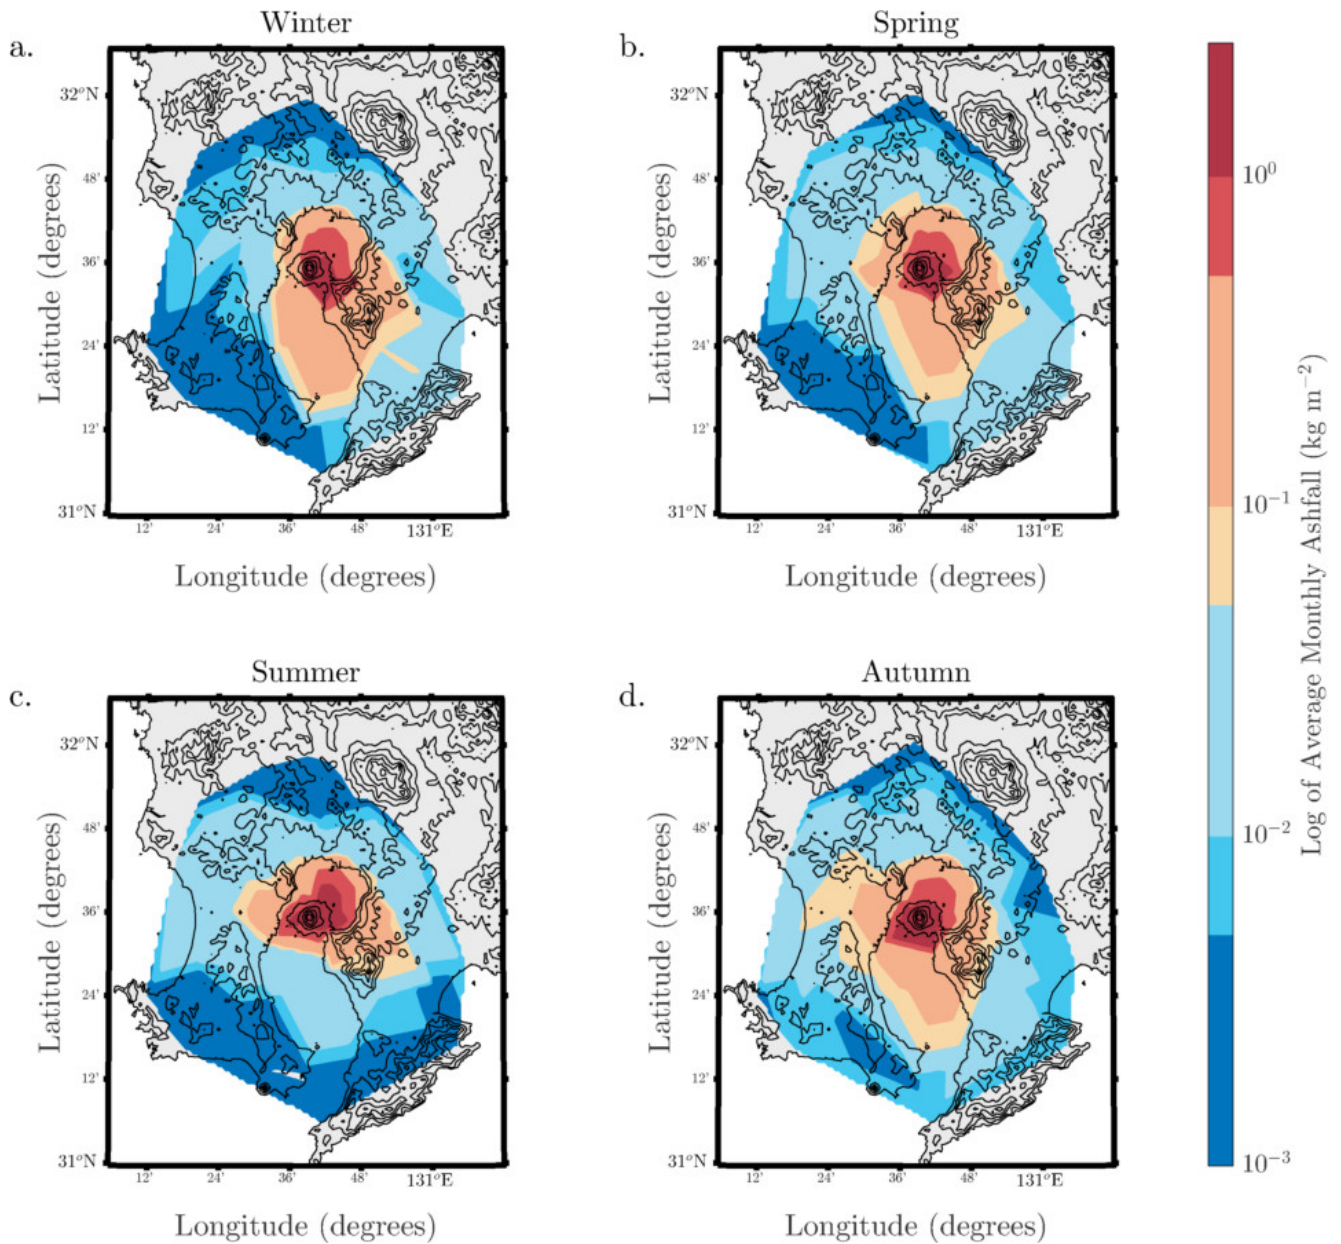 Winter
a.
32°N
48'
36'
24'
12'
31°N
Latitude (degrees)
12'
24'
36'
48'
131°E
Longitude (degrees)
Spring
b.
32°N
48'
36'
24'
12'
31°N
Latitude (degrees)
12'
24'
36'
48'
131°E
Longitude (degrees)
Summer
c.
32°N
48'
36'
24'
12'
31°N
Latitude (degrees)
12'
24'
36'
48'
131°E
Longitude (degrees)
Autumn
d.
32°N
48'
36'
24'
12'
31°N
Latitude (degrees)
12'
24'
36'
48'
131°E
Longitude (degrees)
10⁰
10⁻¹
10⁻²
10⁻³
Log of Average Monthly Ashfall (kg m⁻²)